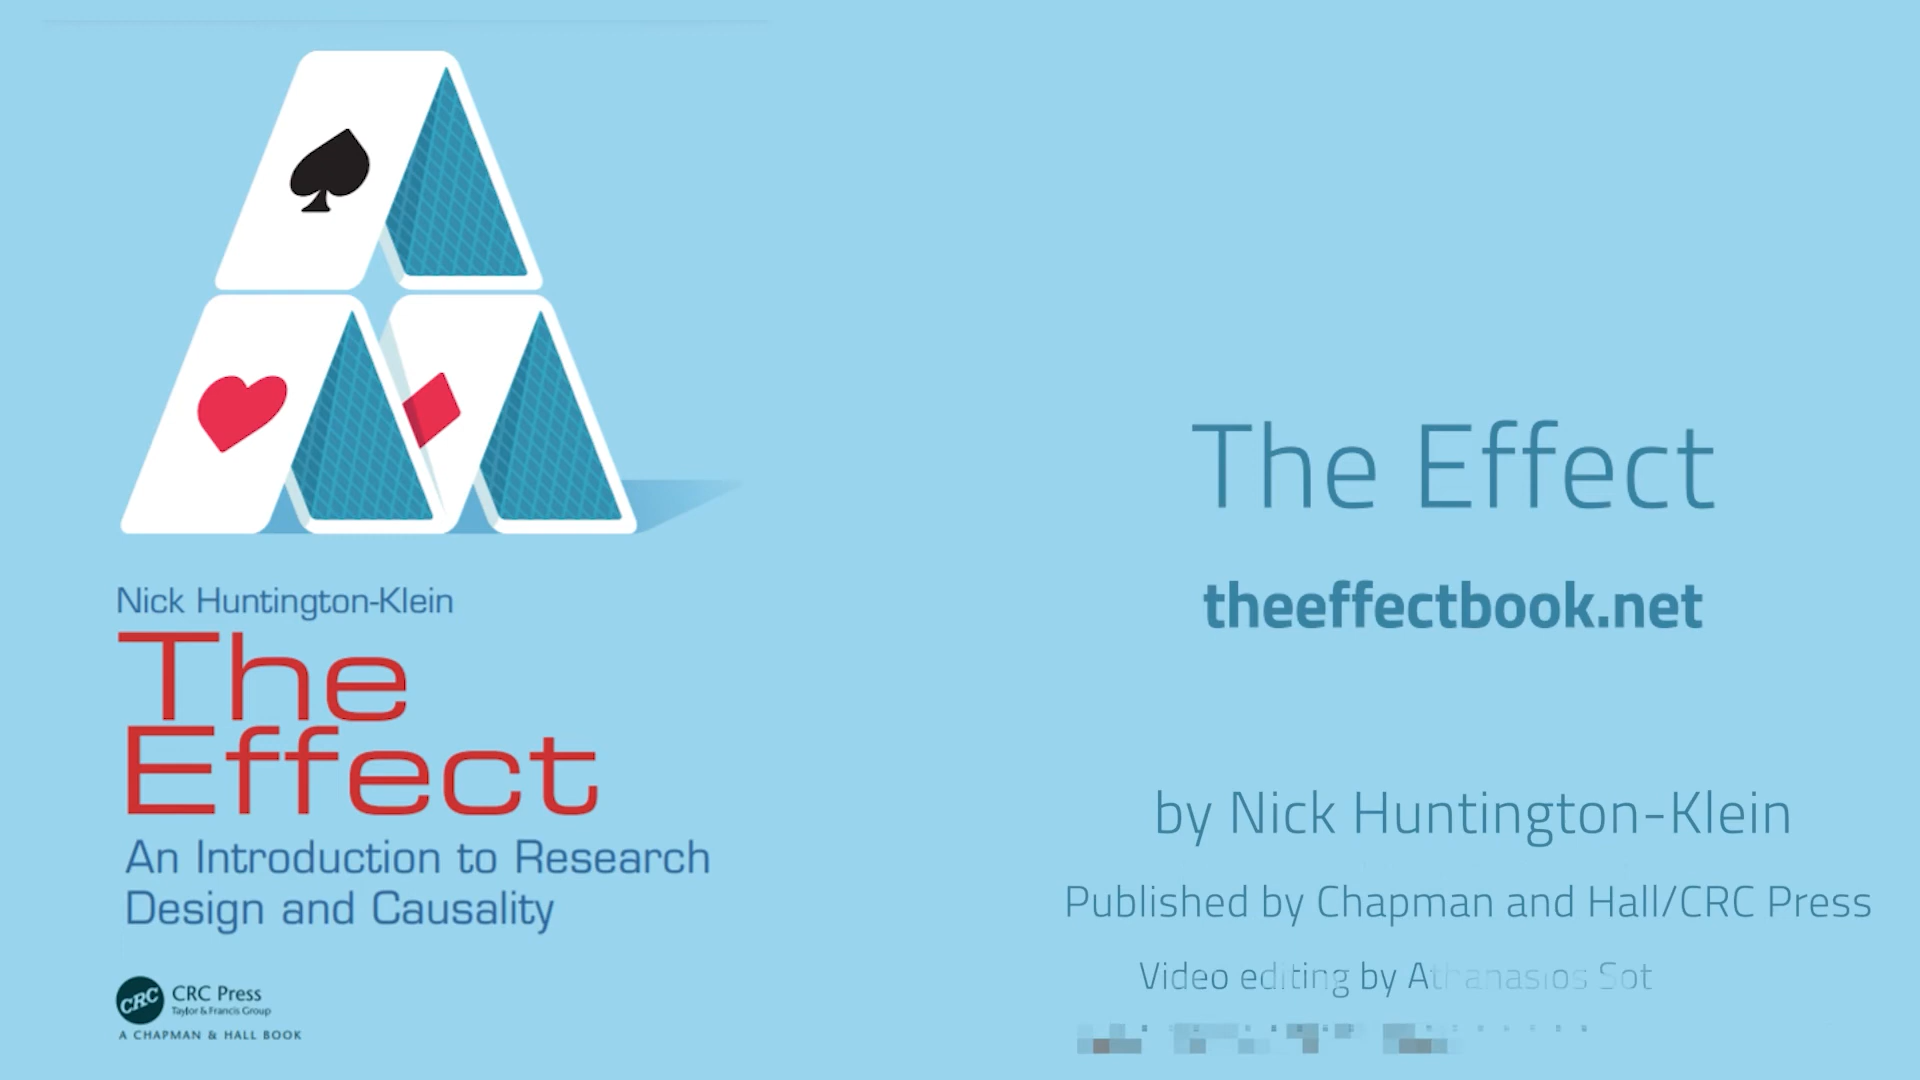 Nick Huntington-Klein
The
Effect
An Introduction to Research
Design and Causality
CRC
CRC Press
Taylor & Francis Group
A CHAPMAN & HALL BOOK
The Effect
theeffectbook.net
by Nick Huntington-Klein
Published by Chapman and Hall/CRC Press
Video editing by Athanasios Sot